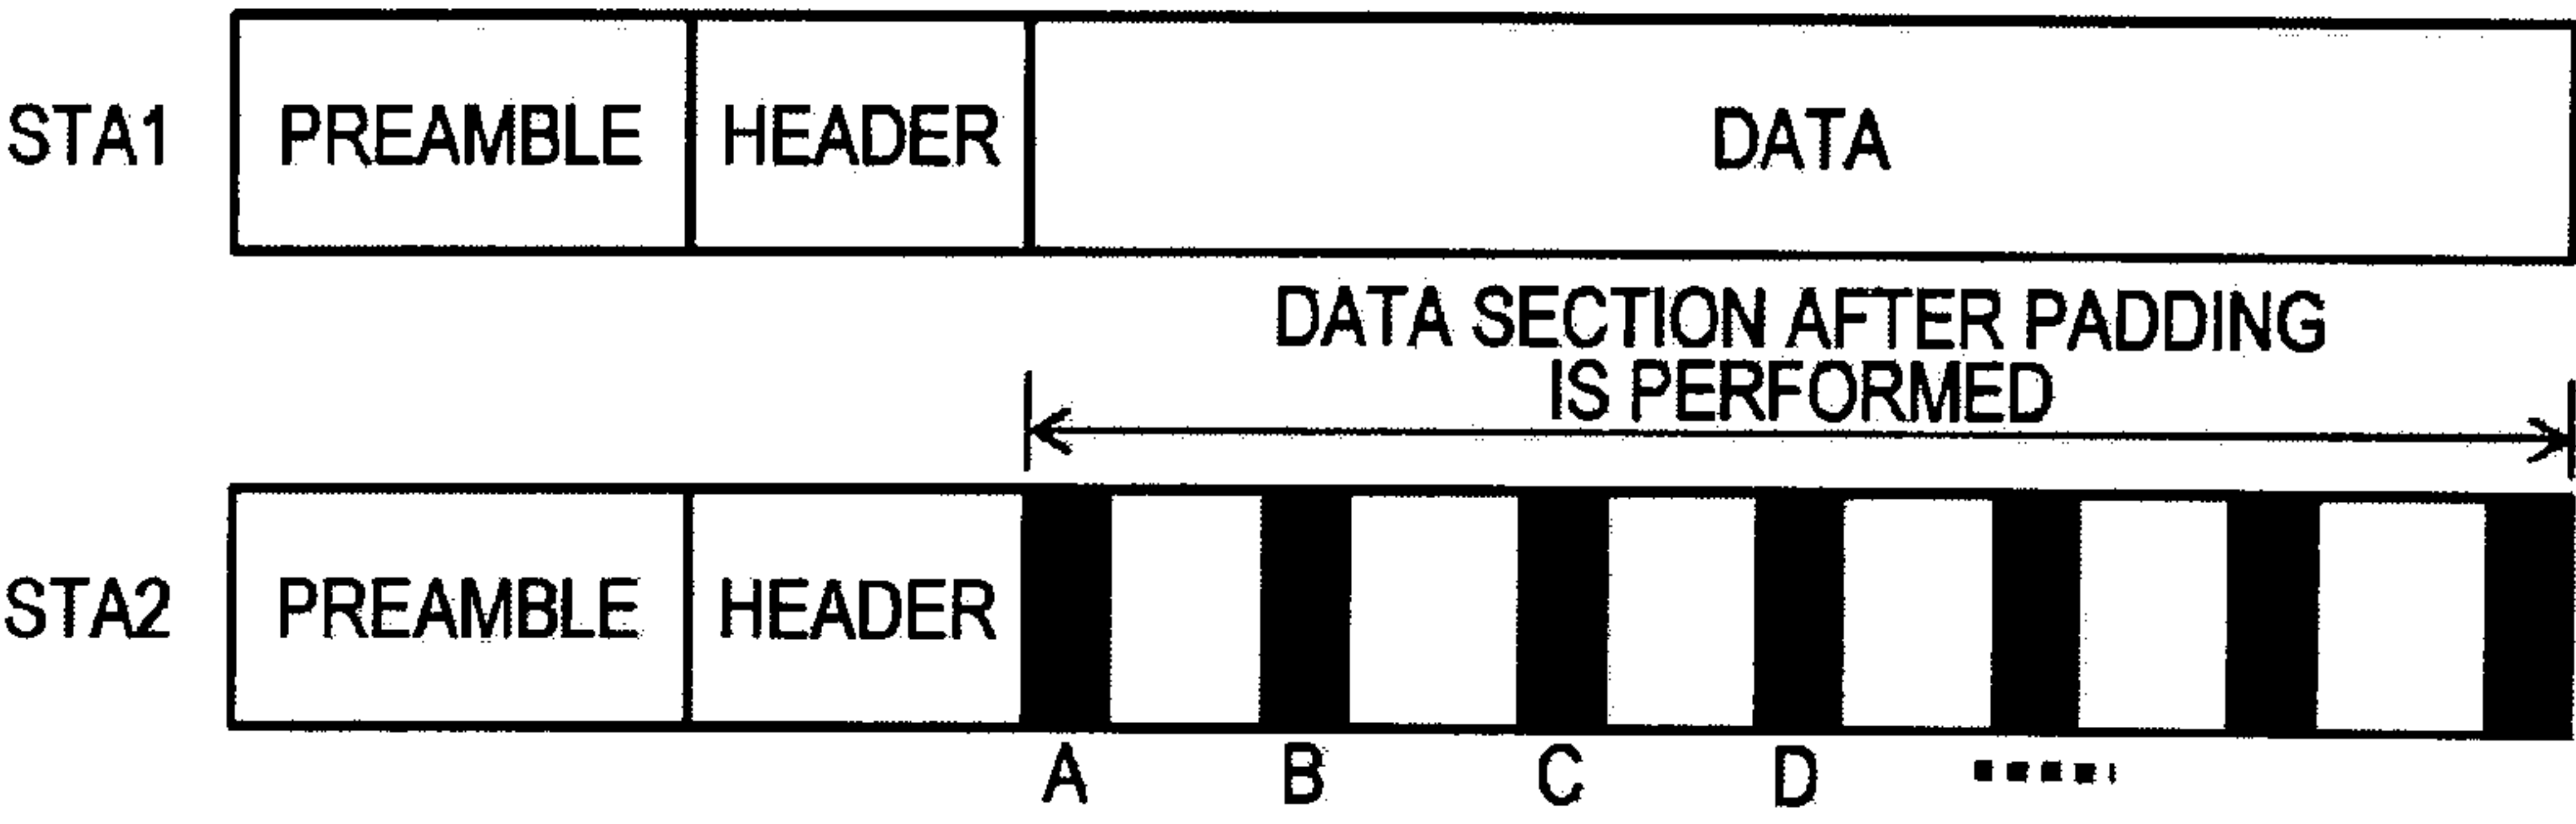 STA1 PREAMBLE HEADER DATA
DATA SECTION AFTER PADDING
IS PERFORMED
STA2 PREAMBLE HEADER
A B C D